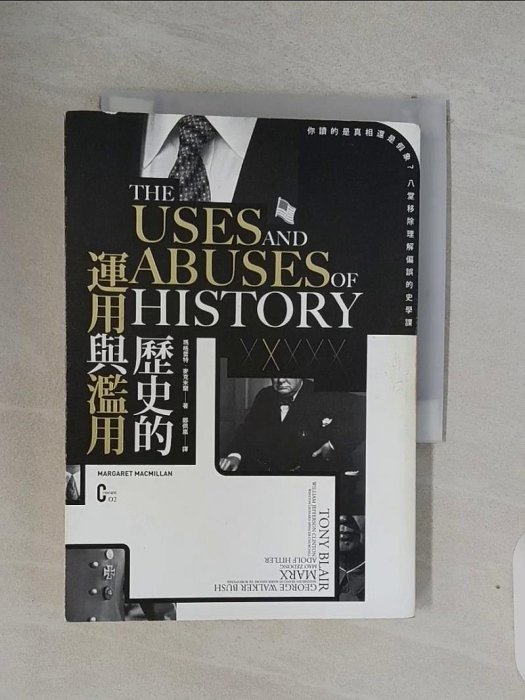 你讀的是真相還是假象？八堂移除理解偏誤的史學課
THE
USES AND
ABUSES OF
HISTORY
歷史的
運用與濫用
瑪格蕾特．麥克米蘭──著
鄭佩嵐──譯
MARGARET MACMILLAN
02
TONY BLAIR
WILLIAM JEFFERSON CLINTON
ADOLF HITLER
MAO ZEDONG
MARX
GEORGE WALKER BUSH